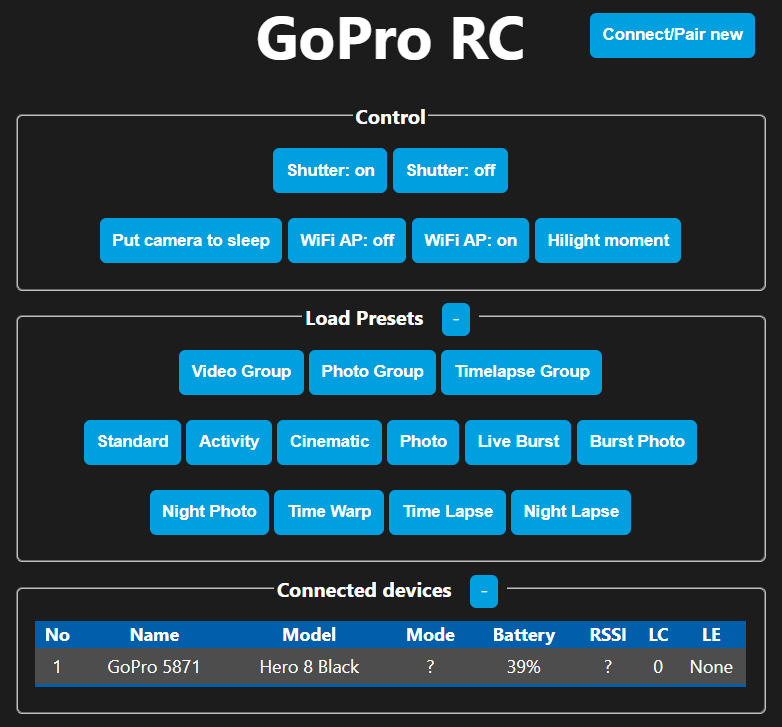 GoPro RC
Connect/Pair new
Control
Shutter: on Shutter: off
Put camera to sleep WiFi AP: off WiFi AP: on Hilight moment
Load Presets -
Video Group Photo Group Timelapse Group
Standard Activity Cinematic Photo Live Burst Burst Photo
Night Photo Time Warp Time Lapse Night Lapse
Connected devices -
No Name Model Mode Battery RSSI LC LE
1 GoPro 5871 Hero 8 Black ? 39% ? 0 None